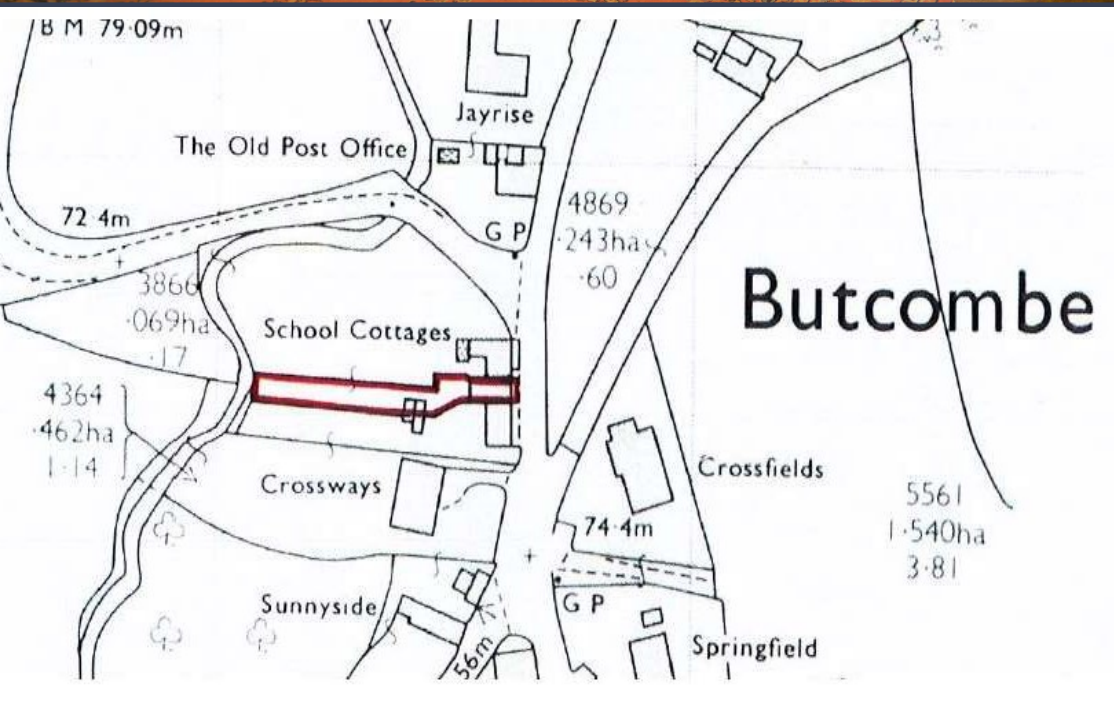 B M 79·09m
Jayrise
The Old Post Office
72·4m
G P
4869
·243ha
·60
3866
·069ha
·17
Butcombe
School Cottages
4364
·462ha
1·14
Crossways
Crossfields
5561
1·540ha
3·81
74·4m
Sunnyside
G P
56m
Springfield